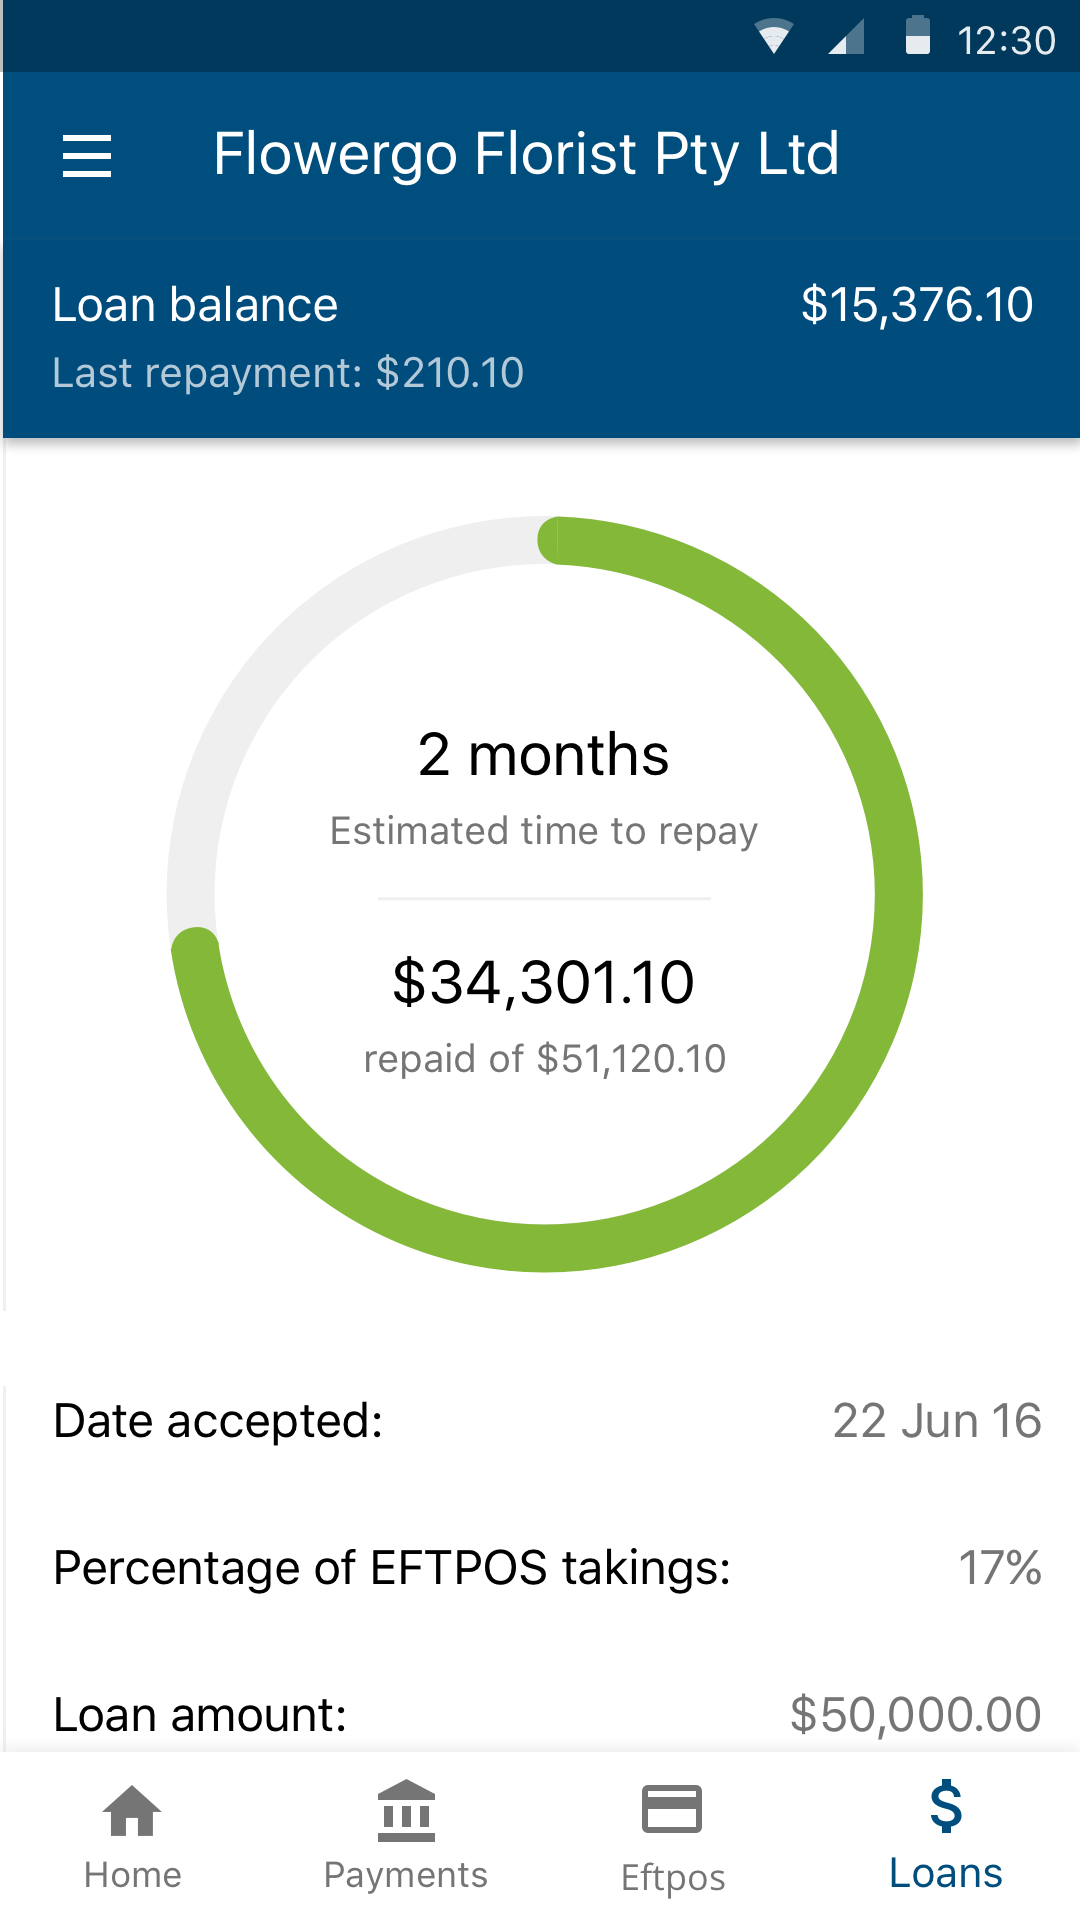 12:30
Flowergo Florist Pty Ltd
Loan balance $15,376.10
Last repayment: $210.10
2 months
Estimated time to repay
$34,301.10
repaid of $51,120.10
Date accepted: 22 Jun 16
Percentage of EFTPOS takings: 17%
Loan amount: $50,000.00
Home Payments Eftpos Loans